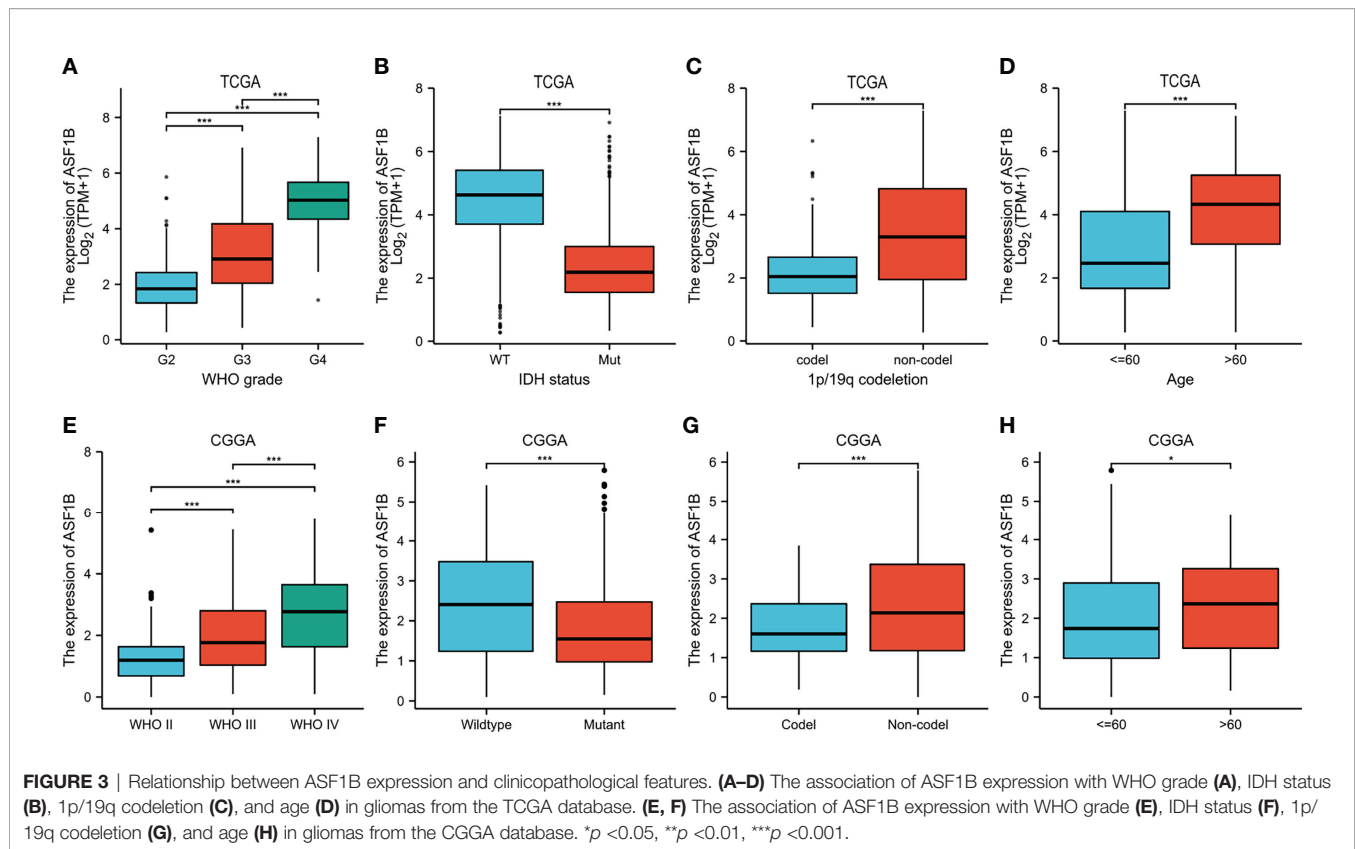 A
TCGA
***
***
***
The expression of ASF1B
Log2 (TPM+1)
8
6
4
2
0
G2 G3 G4
WHO grade
B
TCGA
***
The expression of ASF1B
Log2 (TPM+1)
8
6
4
2
0
WT Mut
IDH status
C
TCGA
***
The expression of ASF1B
Log2 (TPM+1)
8
6
4
2
0
codel non-codel
1p/19q codeletion
D
TCGA
***
The expression of ASF1B
Log2 (TPM+1)
8
6
4
2
0
<=60 >60
Age
E
CGGA
***
***
***
The expression of ASF1B
8
6
4
2
0
WHO II WHO III WHO IV
F
CGGA
***
The expression of ASF1B
6
5
4
3
2
1
0
Wildtype Mutant
G
CGGA
***
The expression of ASF1B
6
5
4
3
2
1
0
Codel Non-codel
H
CGGA
*
The expression of ASF1B
6
5
4
3
2
1
0
<=60 >60
FIGURE 3 | Relationship between ASF1B expression and clinicopathological features. (A–D) The association of ASF1B expression with WHO grade (A), IDH status
(B), 1p/19q codeletion (C), and age (D) in gliomas from the TCGA database. (E, F) The association of ASF1B expression with WHO grade (E), IDH status (F), 1p/
19q codeletion (G), and age (H) in gliomas from the CGGA database. *p <0.05, **p <0.01, ***p <0.001.